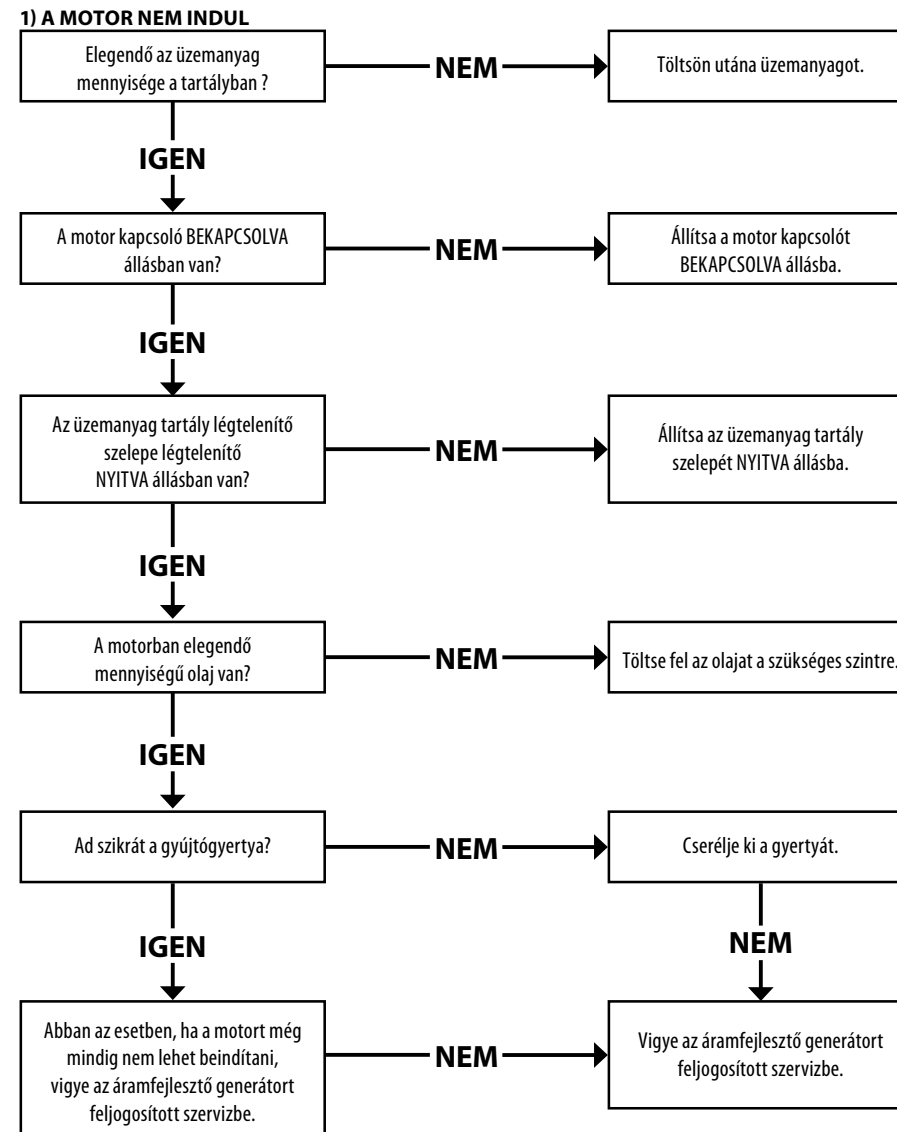 1) A MOTOR NEM INDUL
Elegendő az üzemanyag
mennyisége a tartályban ?
NEM
Töltsön utána üzemanyagot.
IGEN
A motor kapcsoló BEKAPCSOLVA
állásban van?
NEM
Állítsa a motor kapcsolót
BEKAPCSOLVA állásba.
IGEN
Az üzemanyag tartály légtelenítő
szelepe légtelenítő
NYITVA állásban van?
NEM
Állítsa az üzemanyag tartály
szelepét NYITVA állásba.
IGEN
A motorban elegendő
mennyiségű olaj van?
NEM
Töltse fel az olajat a szükséges szintre.
IGEN
Ad szikrát a gyújtógyertya?
NEM
Cserélje ki a gyertyát.
IGEN
NEM
Abban az esetben, ha a motort még
mindig nem lehet beindítani,
vigye az áramfejlesztő generátort
feljogosított szervizbe.
NEM
Vigye az áramfejlesztő generátort
feljogosított szervizbe.